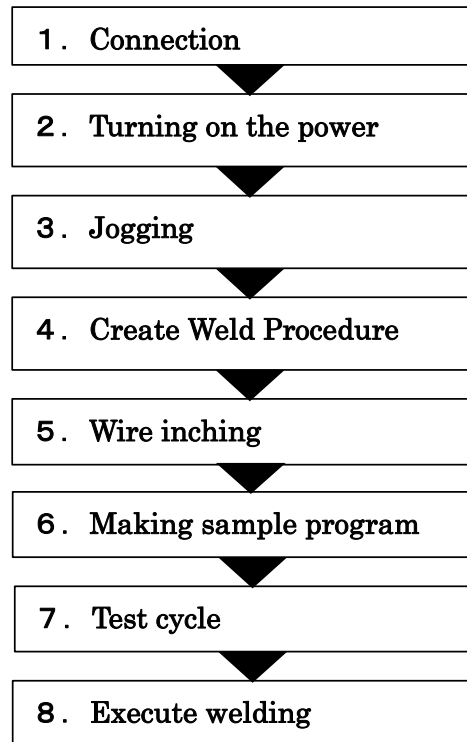 1. Connection
2. Turning on the power
3. Jogging
4. Create Weld Procedure
5. Wire inching
6. Making sample program
7. Test cycle
8. Execute welding